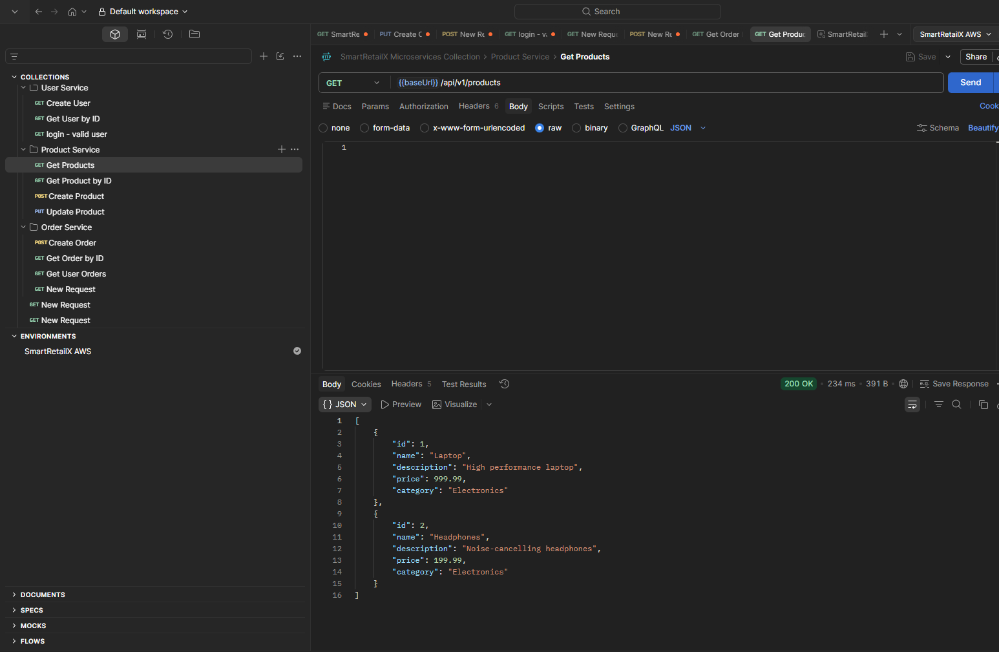 Default workspace
Search
GET SmartRe
PUT Create C
POST New Re
GET login - v
GET New Reque
POST New Re
GET Get Order
GET Get Produc
SmartRetail
SmartRetailX AWS
SmartRetailX Microservices Collection > Product Service > Get Products
Save
Share
GET
{{baseUrl}} /api/v1/products
Send
Docs
Params
Authorization
Headers 6
Body
Scripts
Tests
Settings
Cook
none
form-data
x-www-form-urlencoded
raw
binary
GraphQL
JSON
Schema
Beautify
1
COLLECTIONS
User Service
GET Create User
GET Get User by ID
GET login - valid user
Product Service
GET Get Products
GET Get Product by ID
POST Create Product
PUT Update Product
Order Service
POST Create Order
GET Get Order by ID
GET Get User Orders
GET New Request
GET New Request
GET New Request
ENVIRONMENTS
SmartRetailX AWS
DOCUMENTS
SPECS
MOCKS
FLOWS
Body
Cookies
Headers 5
Test Results
200 OK
234 ms
391 B
e.g. Save Response
{} JSON
Preview
Visualize
1 [
2 {
3 "id": 1,
4 "name": "Laptop",
5 "description": "High performance laptop",
6 "price": 999.99,
7 "category": "Electronics"
8 },
9 {
10 "id": 2,
11 "name": "Headphones",
12 "description": "Noise-cancelling headphones",
13 "price": 199.99,
14 "category": "Electronics"
15 }
16 ]